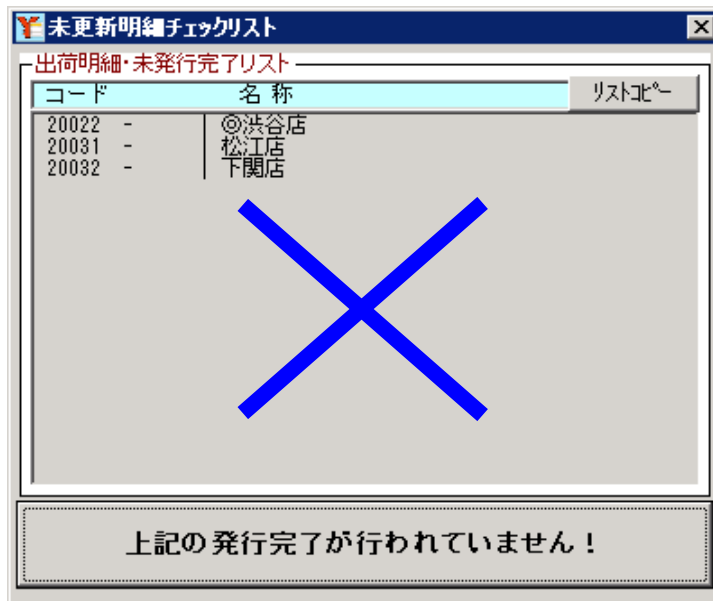 未更新明細チェックリスト
出荷明細・未発行完了リスト
コード 名 称 リストコピー
20022 - ◎渋谷店
20031 - 松江店
20032 - 下関店
上記の発行完了が行われていません！